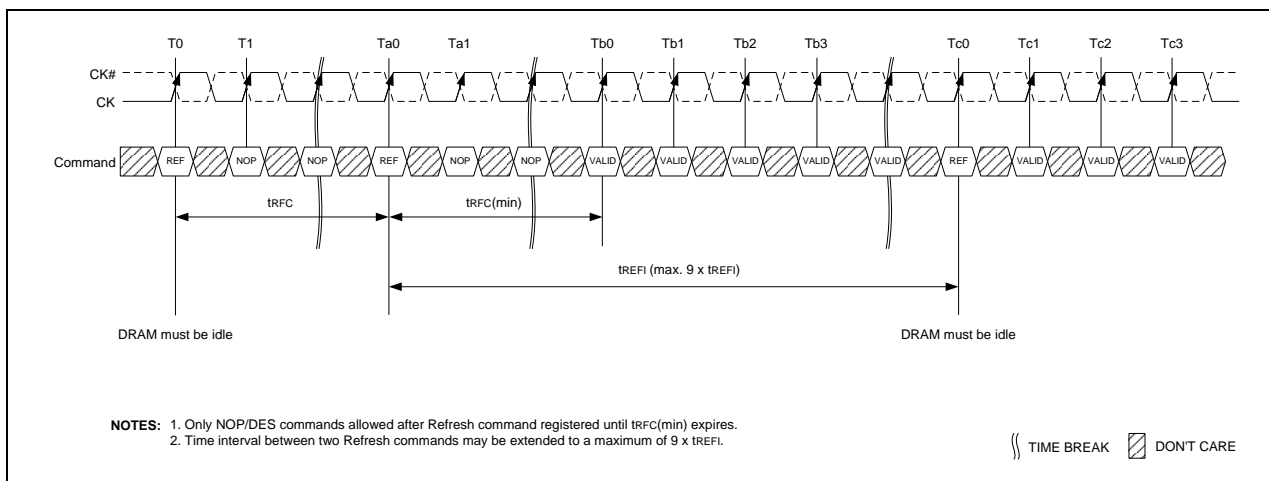 T0 T1 Ta0 Ta1 Tb0 Tb1 Tb2 Tb3 Tc0 Tc1 Tc2 Tc3
CK#
CK
Command REF NOP NOP REF NOP NOP VALID VALID VALID VALID VALID REF VALID VALID VALID
tRFC tRFC(min)
tREFI (max. 9 x tREFI)
DRAM must be idle DRAM must be idle
NOTES: 1. Only NOP/DES commands allowed after Refresh command registered until tRFC(min) expires.
2. Time interval between two Refresh commands may be extended to a maximum of 9 x tREFI.
TIME BREAK DON'T CARE